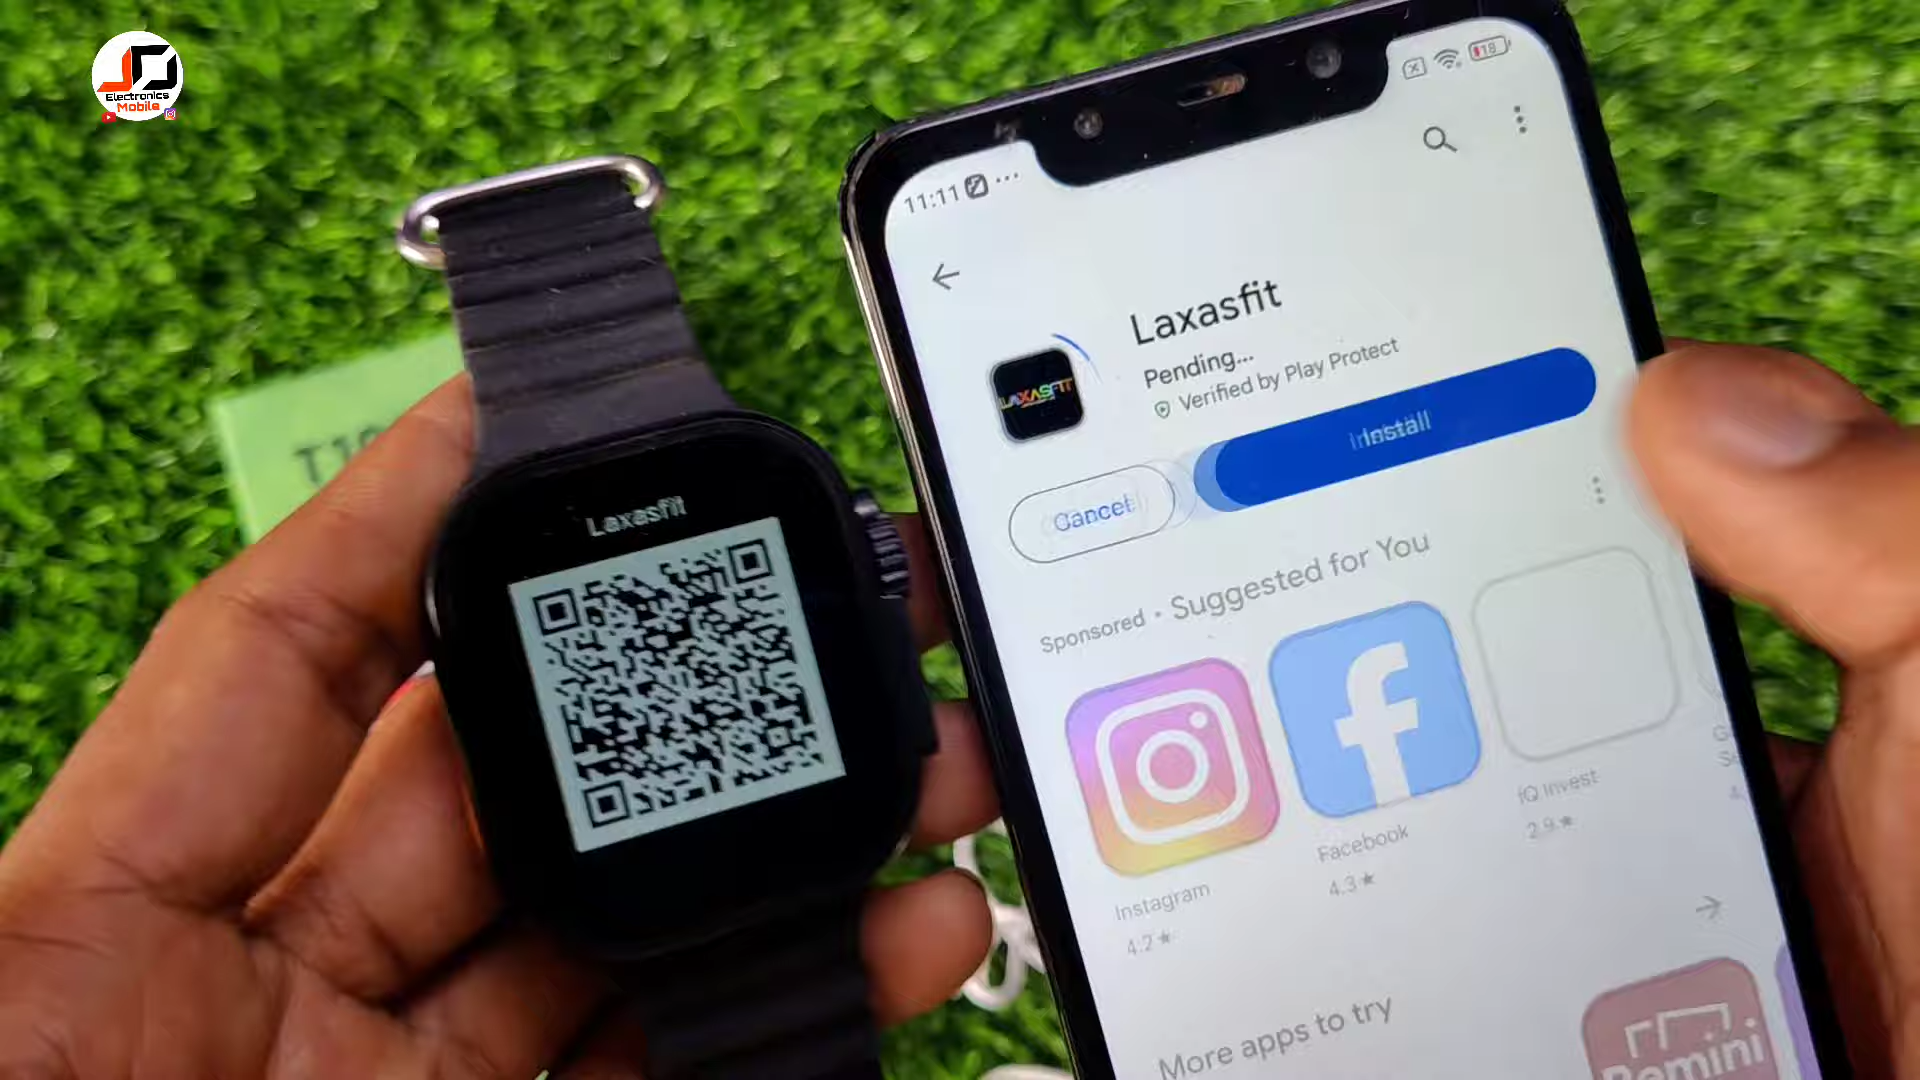 Electronics
Mobile
Laxasfit
11:11
18
Laxasfit
Pending...
Verified by Play Protect
LAXASFIT
Install
Cancel
Sponsored • Suggested for You
Instagram
4.2 ★
Facebook
4.3 ★
IQ Invest
2.9 ★
More apps to try
Remini